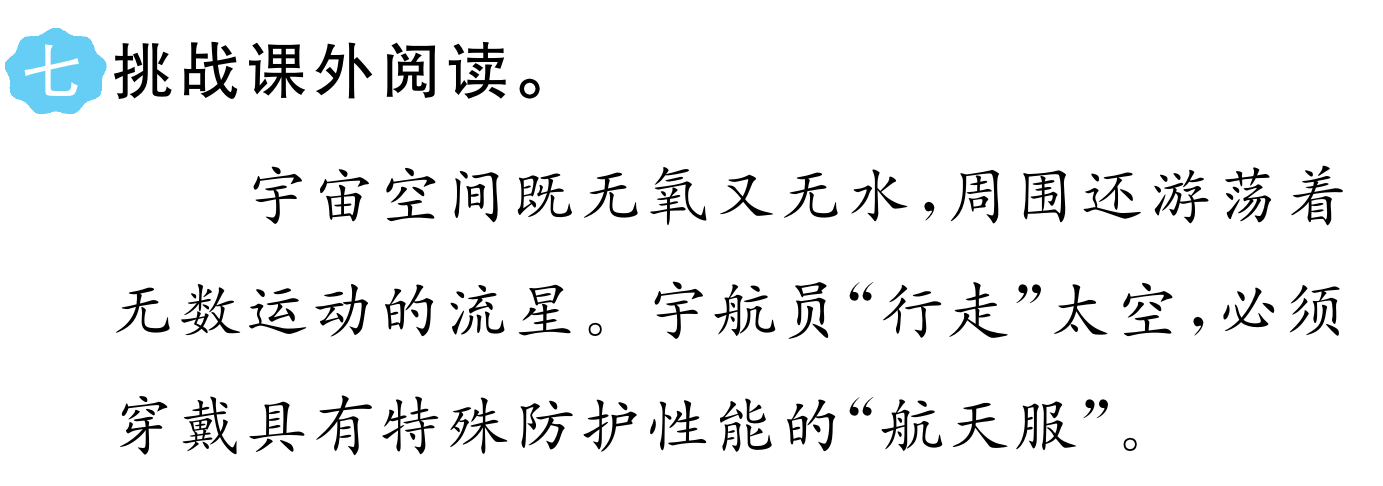 七 挑战课外阅读。
宇宙空间既无氧又无水,周围还游荡着
无数运动的流星。宇航员“行走”太空,必须
穿戴具有特殊防护性能的“航天服”。